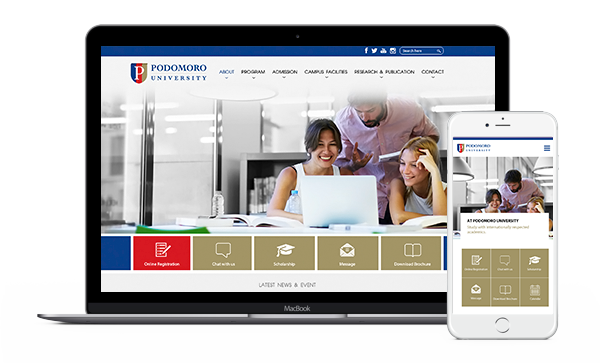 Search here
PODOMORO
UNIVERSITY
ABOUT PROGRAM ADMISSION CAMPUS FACILITIES RESEARCH & PUBLICATION CONTACT
Online Registration Chat with us Scholarship Message Download Brochure
LATEST NEWS & EVENT
MacBook
PODOMORO
UNIVERSITY
AT PODOMORO UNIVERSITY
Study with internationally respected
academics.
Online Registration Chat with us Scholarship
Message Download Brochure Calendar